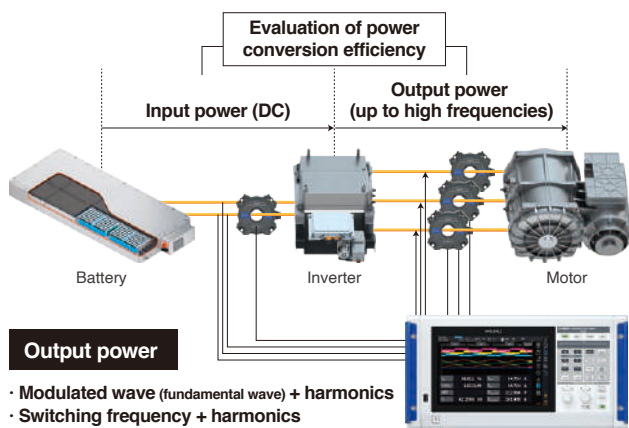 Evaluation of power
conversion efficiency
Output power
(up to high frequencies)
Input power (DC)
Battery
Inverter
Motor
Output power
· Modulated wave (fundamental wave) + harmonics
· Switching frequency + harmonics